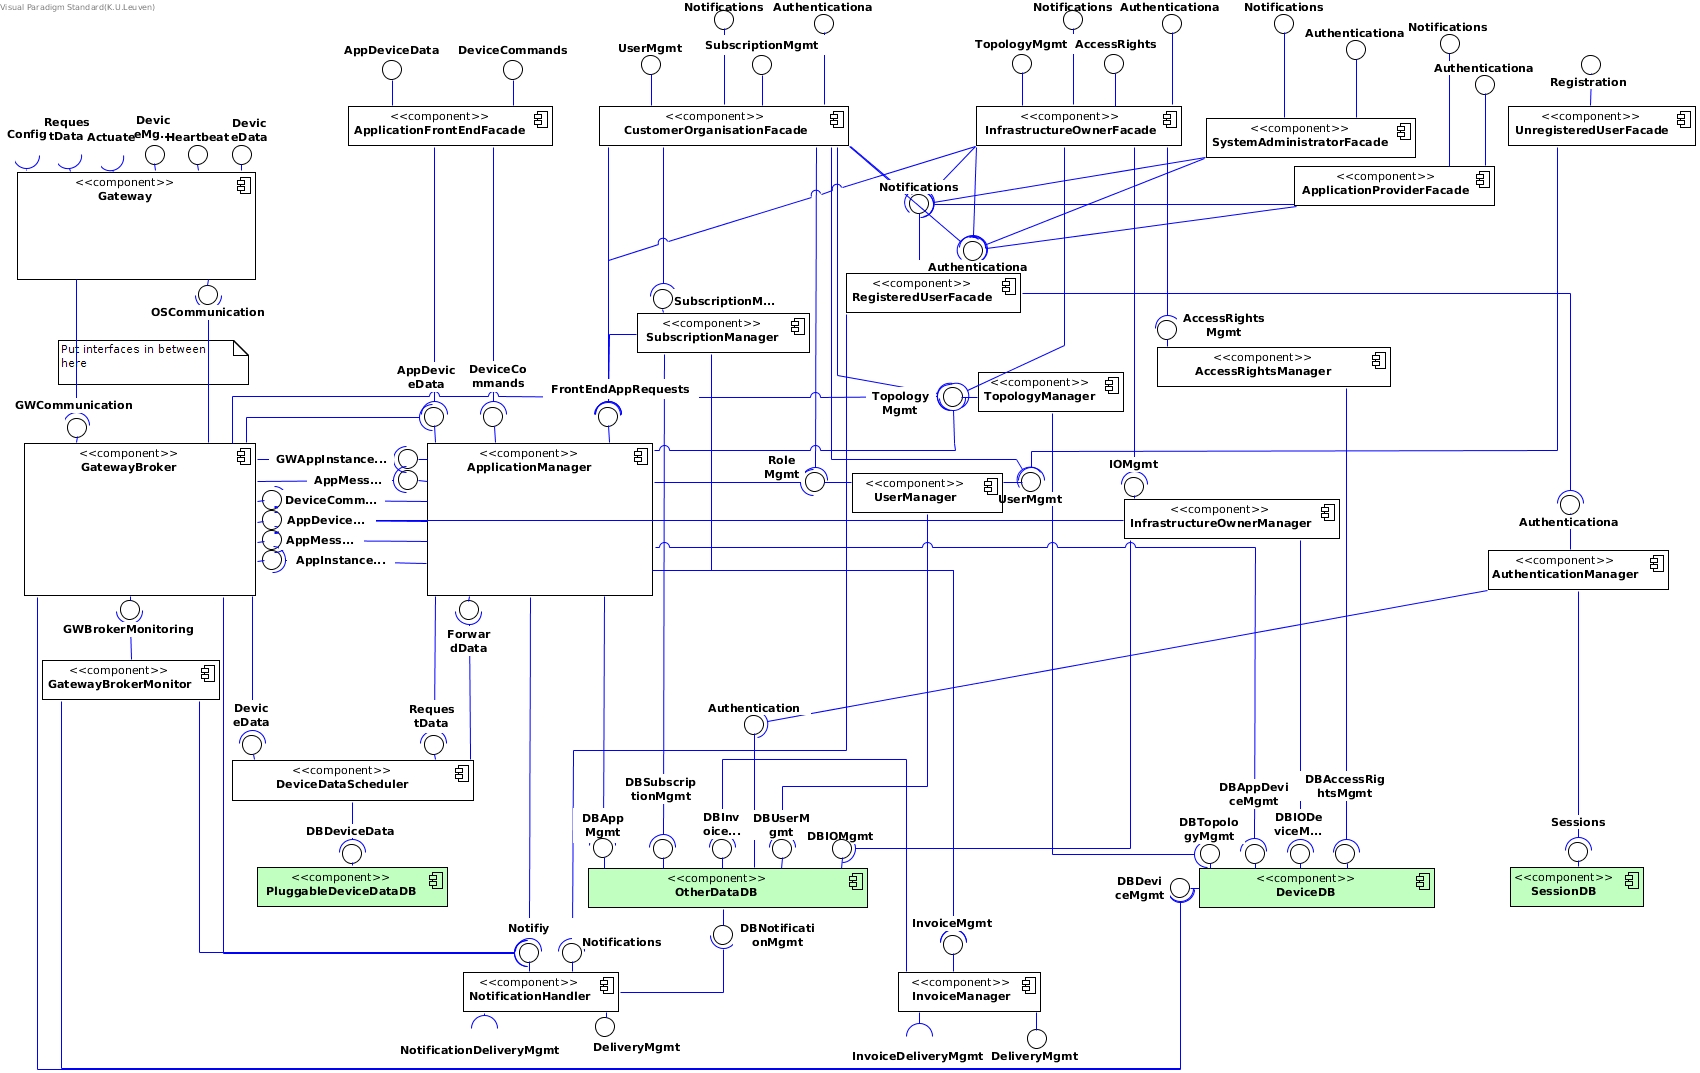 Visual Paradigm Standard(K.U.Leuven)
Notifications
Authenticationa
UserMgmt
SubscriptionMgmt
AppDeviceData
DeviceCommands
Notifications
Authenticationa
TopologyMgmt
AccessRights
Notifications
Authenticationa
Notifications
Authenticationa
Registration
Config
Reques
tData
Actuate
Devic
eMg...
Heartbeat
Devic
eData
<<component>>
ApplicationFrontEndFacade
<<component>>
CustomerOrganisationFacade
<<component>>
InfrastructureOwnerFacade
<<component>>
SystemAdministratorFacade
<<component>>
UnregisteredUserFacade
<<component>>
ApplicationProviderFacade
<<component>>
Gateway
Notifications
Authenticationa
<<component>>
RegisteredUserFacade
OSCommunication
SubscriptionM...
<<component>>
SubscriptionManager
AccessRights
Mgmt
<<component>>
AccessRightsManager
Put interfaces in between
here
AppDevic
eData
DeviceCo
mmands
FrontEndAppRequests
Topology
Mgmt
<<component>>
TopologyManager
GWCommunication
<<component>>
GatewayBroker
GWAppInstance...
AppMess...
DeviceComm...
AppDevice...
AppMess...
AppInstance...
<<component>>
ApplicationManager
Role
Mgmt
<<component>>
UserManager
UserMgmt
IOMgmt
<<component>>
InfrastructureOwnerManager
Authenticationa
<<component>>
AuthenticationManager
GWBrokerMonitoring
<<component>>
GatewayBrokerMonitor
Forwar
dData
Devic
eData
Reques
tData
<<component>>
DeviceDataScheduler
Authentication
DBSubscrip
tionMgmt
DBApp
Mgmt
DBInv
oice...
DBUserM
gmt
DBIOMgmt
DBAppDevi
ceMgmt
DBAccessRig
htsMgmt
DBTopolo
gyMgmt
DBIODe
viceM...
Sessions
DBDeviceData
<<component>>
PluggableDeviceDataDB
<<component>>
OtherDataDB
DBDevi
ceMgmt
<<component>>
DeviceDB
<<component>>
SessionDB
Notifiy
Notifications
DBNotificati
onMgmt
InvoiceMgmt
<<component>>
NotificationHandler
<<component>>
InvoiceManager
NotificationDeliveryMgmt
DeliveryMgmt
InvoiceDeliveryMgmt
DeliveryMgmt